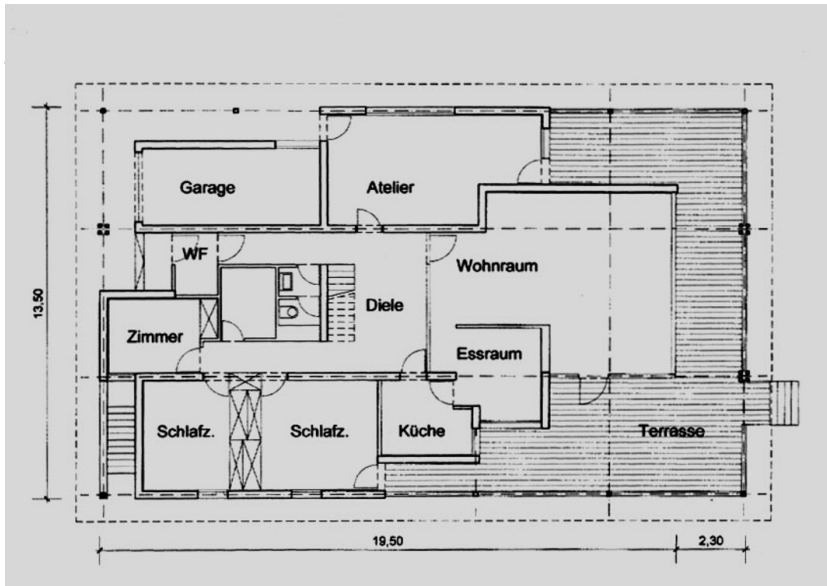 Garage
Atelier
WF
Wohnraum
Diele
Zimmer
Essraum
Schlafz.
Schlafz.
Küche
Terrasse
13,50
19,50
2,30